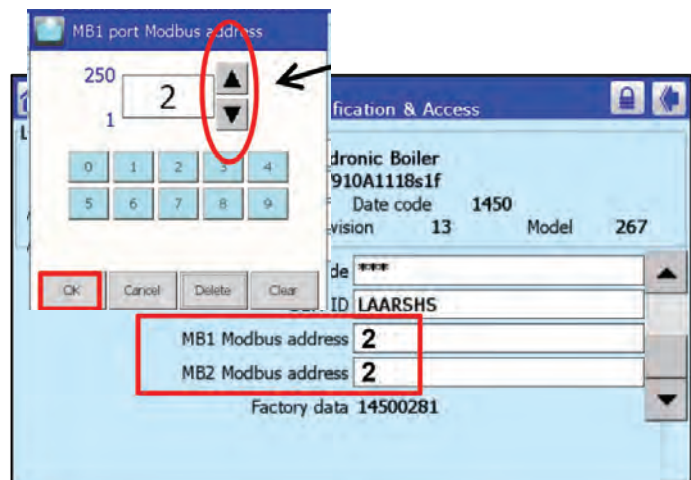 MB1 port Modbus address
250
2
1
0 1 2 3 4
5 6 7 8 9
OK Cancel Delete Clear
fication & Access
dronic Boiler
910A1118s1f
Date code 1450
vision 13 Model 267
de ***
ID LAARSHS
MB1 Modbus address 2
MB2 Modbus address 2
Factory data 14500281